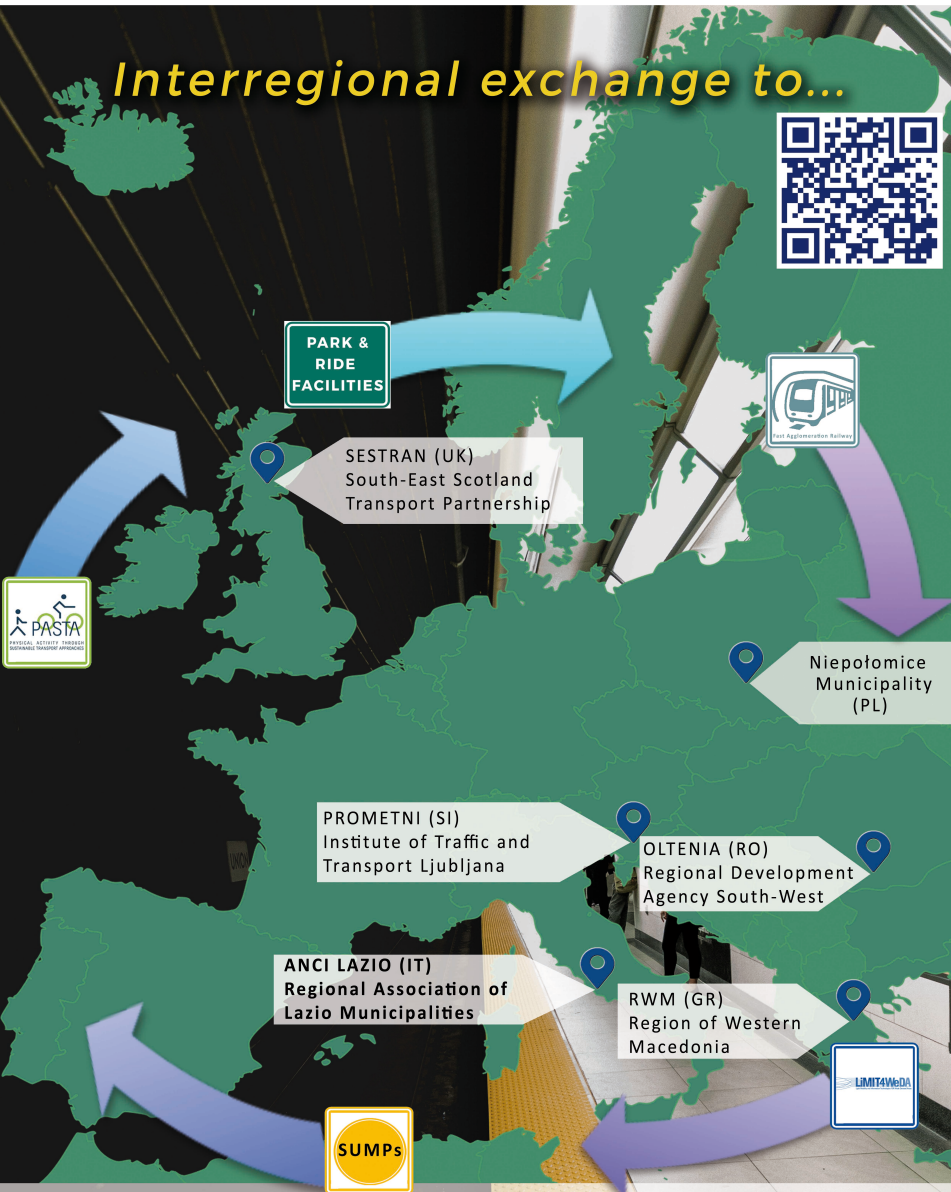 Interregional exchange to...
PARK &
RIDE
FACILITIES
Fast Agglomeration Railway
SESTRAN (UK)
South-East Scotland
Transport Partnership
PASTA
PHYSICAL ACTIVITY THROUGH
SUSTAINABLE TRANSPORT APPROACHES
Niepołomice
Municipality
(PL)
PROMETNI (SI)
Institute of Traffic and
Transport Ljubljana
OLTENIA (RO)
Regional Development
Agency South-West
ANCI LAZIO (IT)
Regional Association of
Lazio Municipalities
RWM (GR)
Region of Western
Macedonia
LiMIT4WeDA
SUMPs